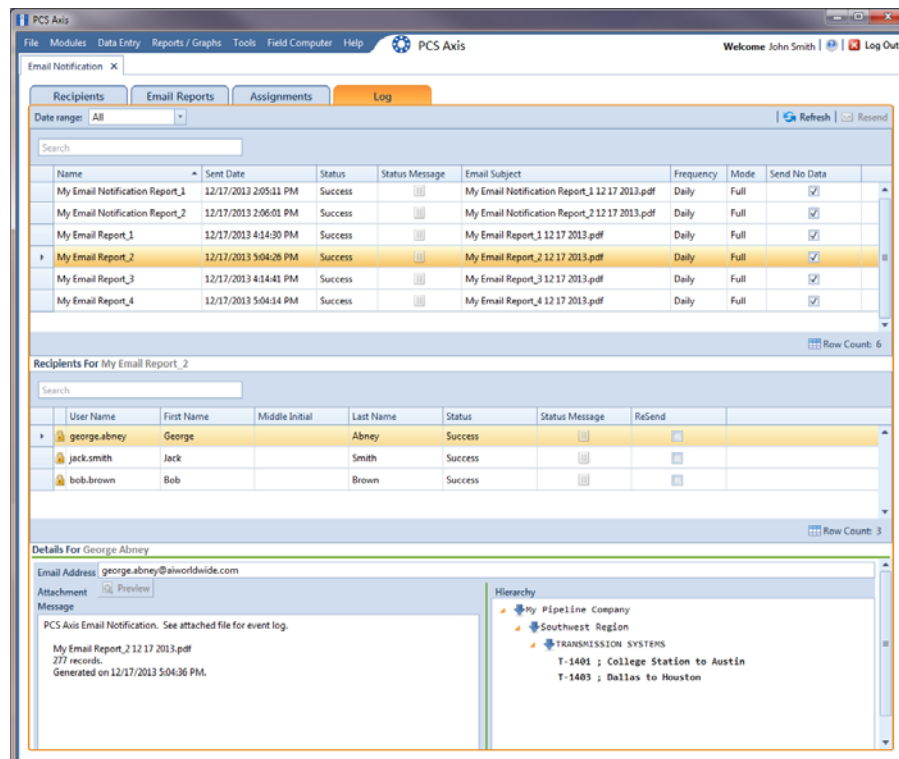 PCS Axis
File Modules Data Entry Reports / Graphs Tools Field Computer Help PCS Axis Welcome John Smith | | Log Out
Email Notification X
Recipients Email Reports Assignments Log
Date range: All | Refresh | Resend
Search
Name Sent Date Status Status Message Email Subject Frequency Mode Send No Data
My Email Notification Report_1 12/17/2013 2:05:11 PM Success My Email Notification Report_1 12 17 2013.pdf Daily Full
My Email Notification Report_2 12/17/2013 2:06:01 PM Success My Email Notification Report_2 12 17 2013.pdf Daily Full
My Email Report_1 12/17/2013 4:14:30 PM Success My Email Report_1 12 17 2013.pdf Daily Full
My Email Report_2 12/17/2013 5:04:26 PM Success My Email Report_2 12 17 2013.pdf Daily Full
My Email Report_3 12/17/2013 4:14:41 PM Success My Email Report_3 12 17 2013.pdf Daily Full
My Email Report_4 12/17/2013 5:04:14 PM Success My Email Report_4 12 17 2013.pdf Daily Full
Row Count: 6
Recipients For My Email Report_2
Search
User Name First Name Middle Initial Last Name Status Status Message ReSend
george.abney George Abney Success
jack.smith Jack Smith Success
bob.brown Bob Brown Success
Row Count: 3
Details For George Abney
Email Address george.abney@aiworldwide.com
Attachment Preview
Message
PCS Axis Email Notification. See attached file for event log.
My Email Report_2 12 17 2013.pdf
277 records.
Generated on 12/17/2013 5:04:36 PM.
Hierarchy
My Pipeline Company
Southwest Region
TRANSMISSION SYSTEMS
T-1401 ; College Station to Austin
T-1403 ; Dallas to Houston